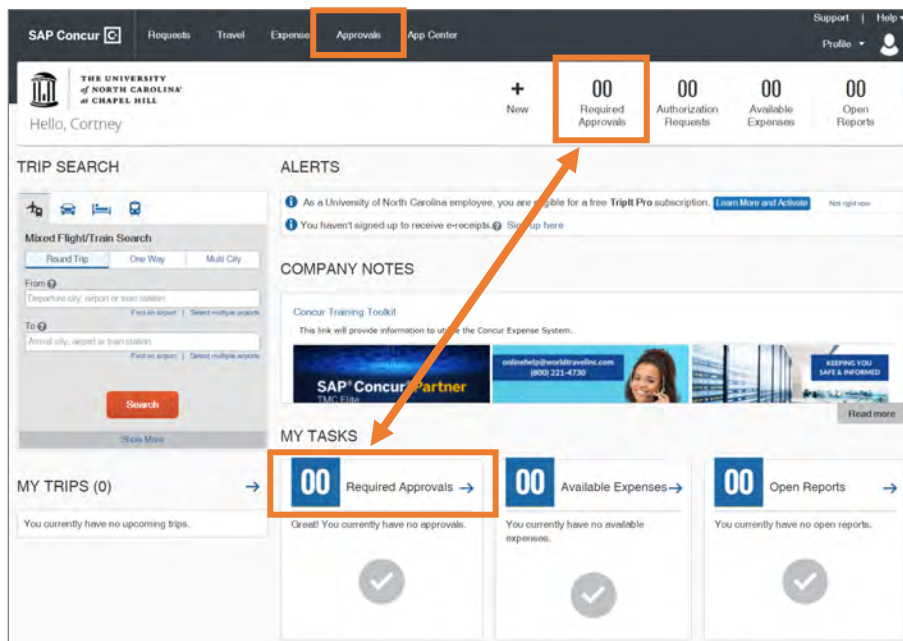 Support | Help
SAP Concur C Requests Travel Expense Approvals App Center
Profile
THE UNIVERSITY
of NORTH CAROLINA
at CHAPEL HILL
Hello, Cortney
+ 00 00 00 00
New Required Authorization Available Open
Approvals Requests Expenses Reports
TRIP SEARCH
Mixed Flight/Train Search
Round Trip One Way Multi City
From
Departure city, airport or train station
Find an airport | Select multiple airports
To
Arrival city, airport or train station
Find an airport | Select multiple airports
Search
Show More
MY TRIPS (0)
You currently have no upcoming trips.
ALERTS
As a University of North Carolina employee, you are eligible for a free TripIt Pro subscription. Learn More and Activate Not right now
You haven't signed up to receive e-receipts. Sign up here
COMPANY NOTES
Concur Training Toolkit
This link will provide information to utilize the Concur Expense System.
SAP Concur Partner
TMC Elite
onlinehelp@worldtravelinc.com
(800) 221-4730
KEEPING YOU
SAFE & INFORMED
Read more
MY TASKS
00 Required Approvals
Great! You currently have no approvals.
00 Available Expenses
You currently have no available
expenses.
00 Open Reports
You currently have no open reports.